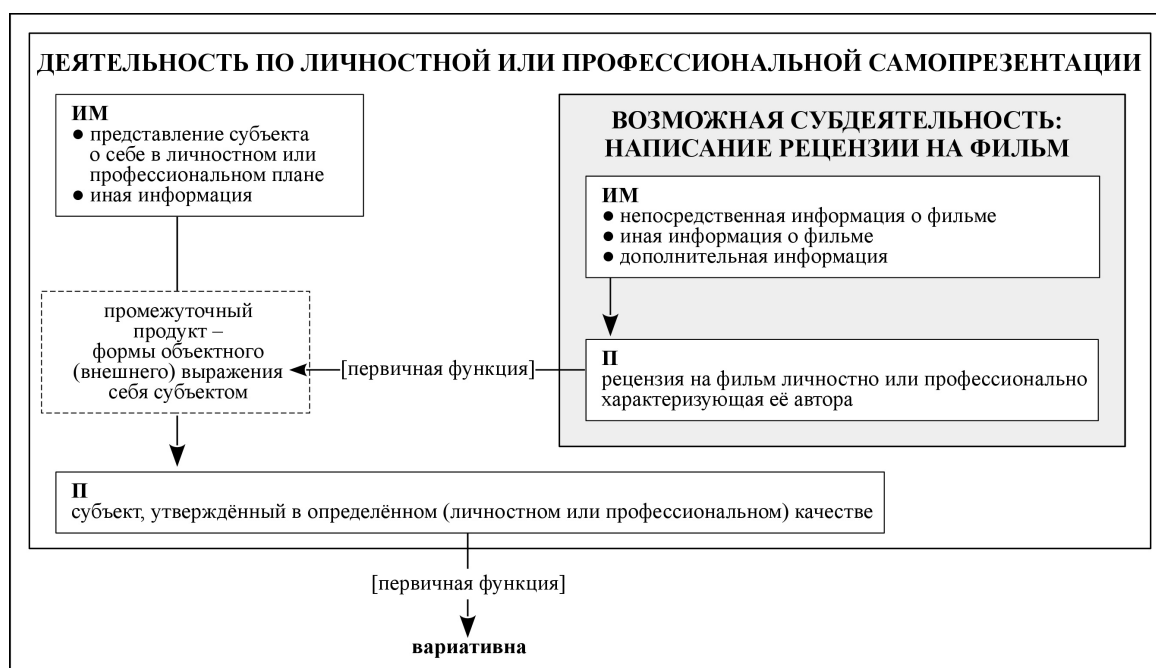 ДЕЯТЕЛЬНОСТЬ ПО ЛИЧНОСТНОЙ ИЛИ ПРОФЕССИОНАЛЬНОЙ САМОПРЕЗЕНТАЦИИ
ИМ
● представление субъекта
о себе в личностном или
профессиональном плане
● иная информация
ВОЗМОЖНАЯ СУБДЕЯТЕЛЬНОСТЬ:
НАПИСАНИЕ РЕЦЕНЗИИ НА ФИЛЬМ
ИМ
● непосредственная информация о фильме
● иная информация о фильме
● дополнительная информация
промежуточный
продукт –
формы объектного
(внешнего) выражения
себя субъектом
[первичная функция]
П
рецензия на фильм личностно или профессионально
характеризующая её автора
П
субъект, утверждённый в определённом (личностном или профессиональном) качестве
[первичная функция]
вариативна